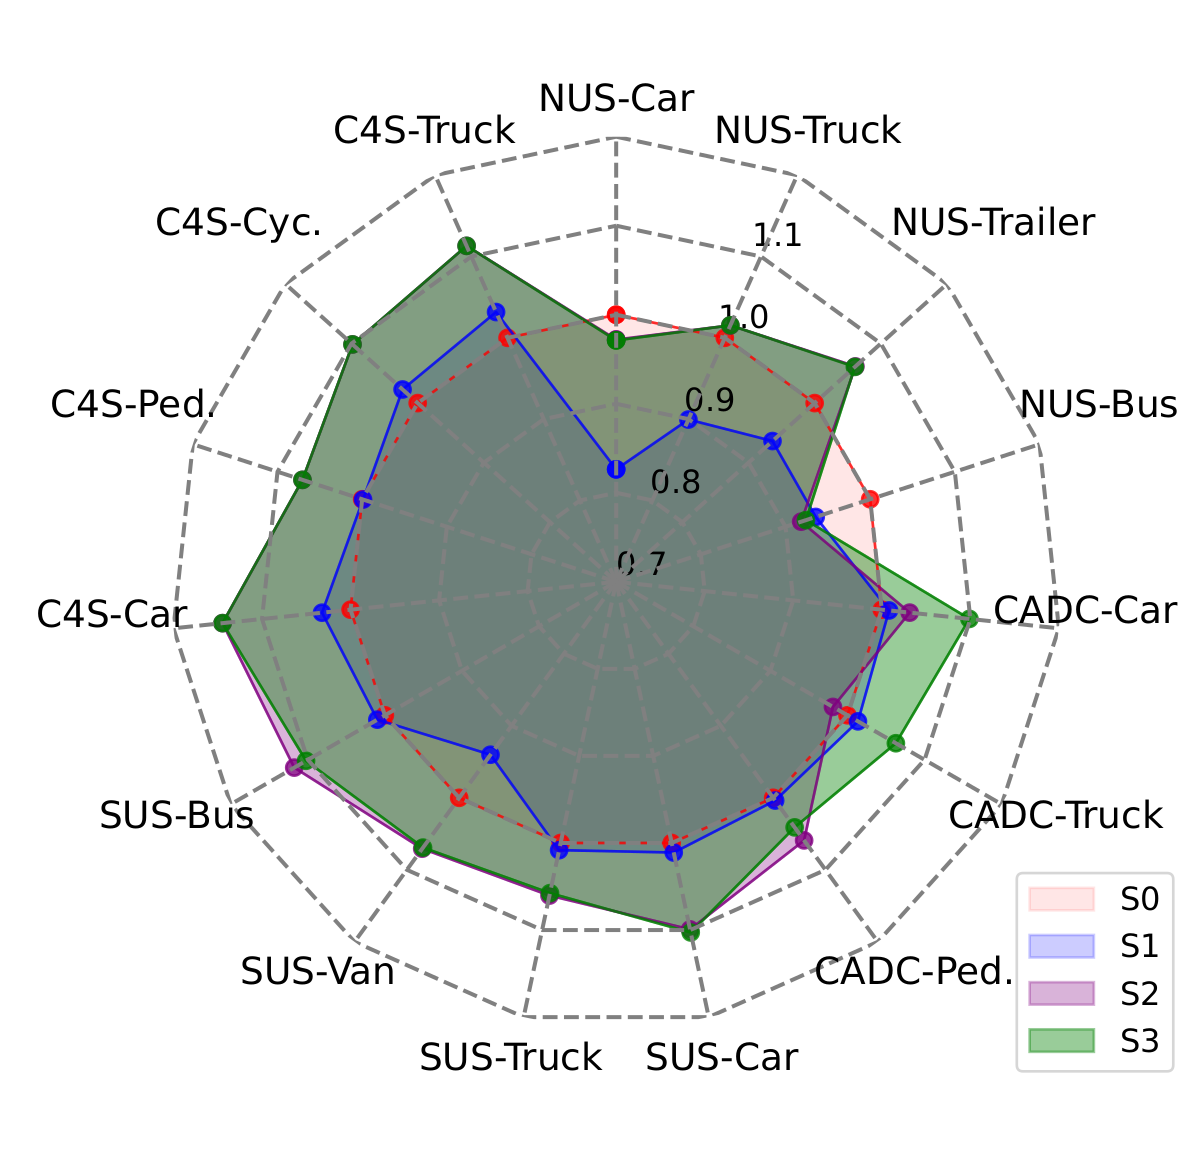 NUS-Car
C4S-Truck
NUS-Truck
C4S-Cyc.
NUS-Trailer
1.1
1.0
C4S-Ped.
0.9
NUS-Bus
0.8
0.7
C4S-Car
CADC-Car
SUS-Bus
CADC-Truck
SUS-Van
CADC-Ped.
SUS-Truck
SUS-Car
S0
S1
S2
S3